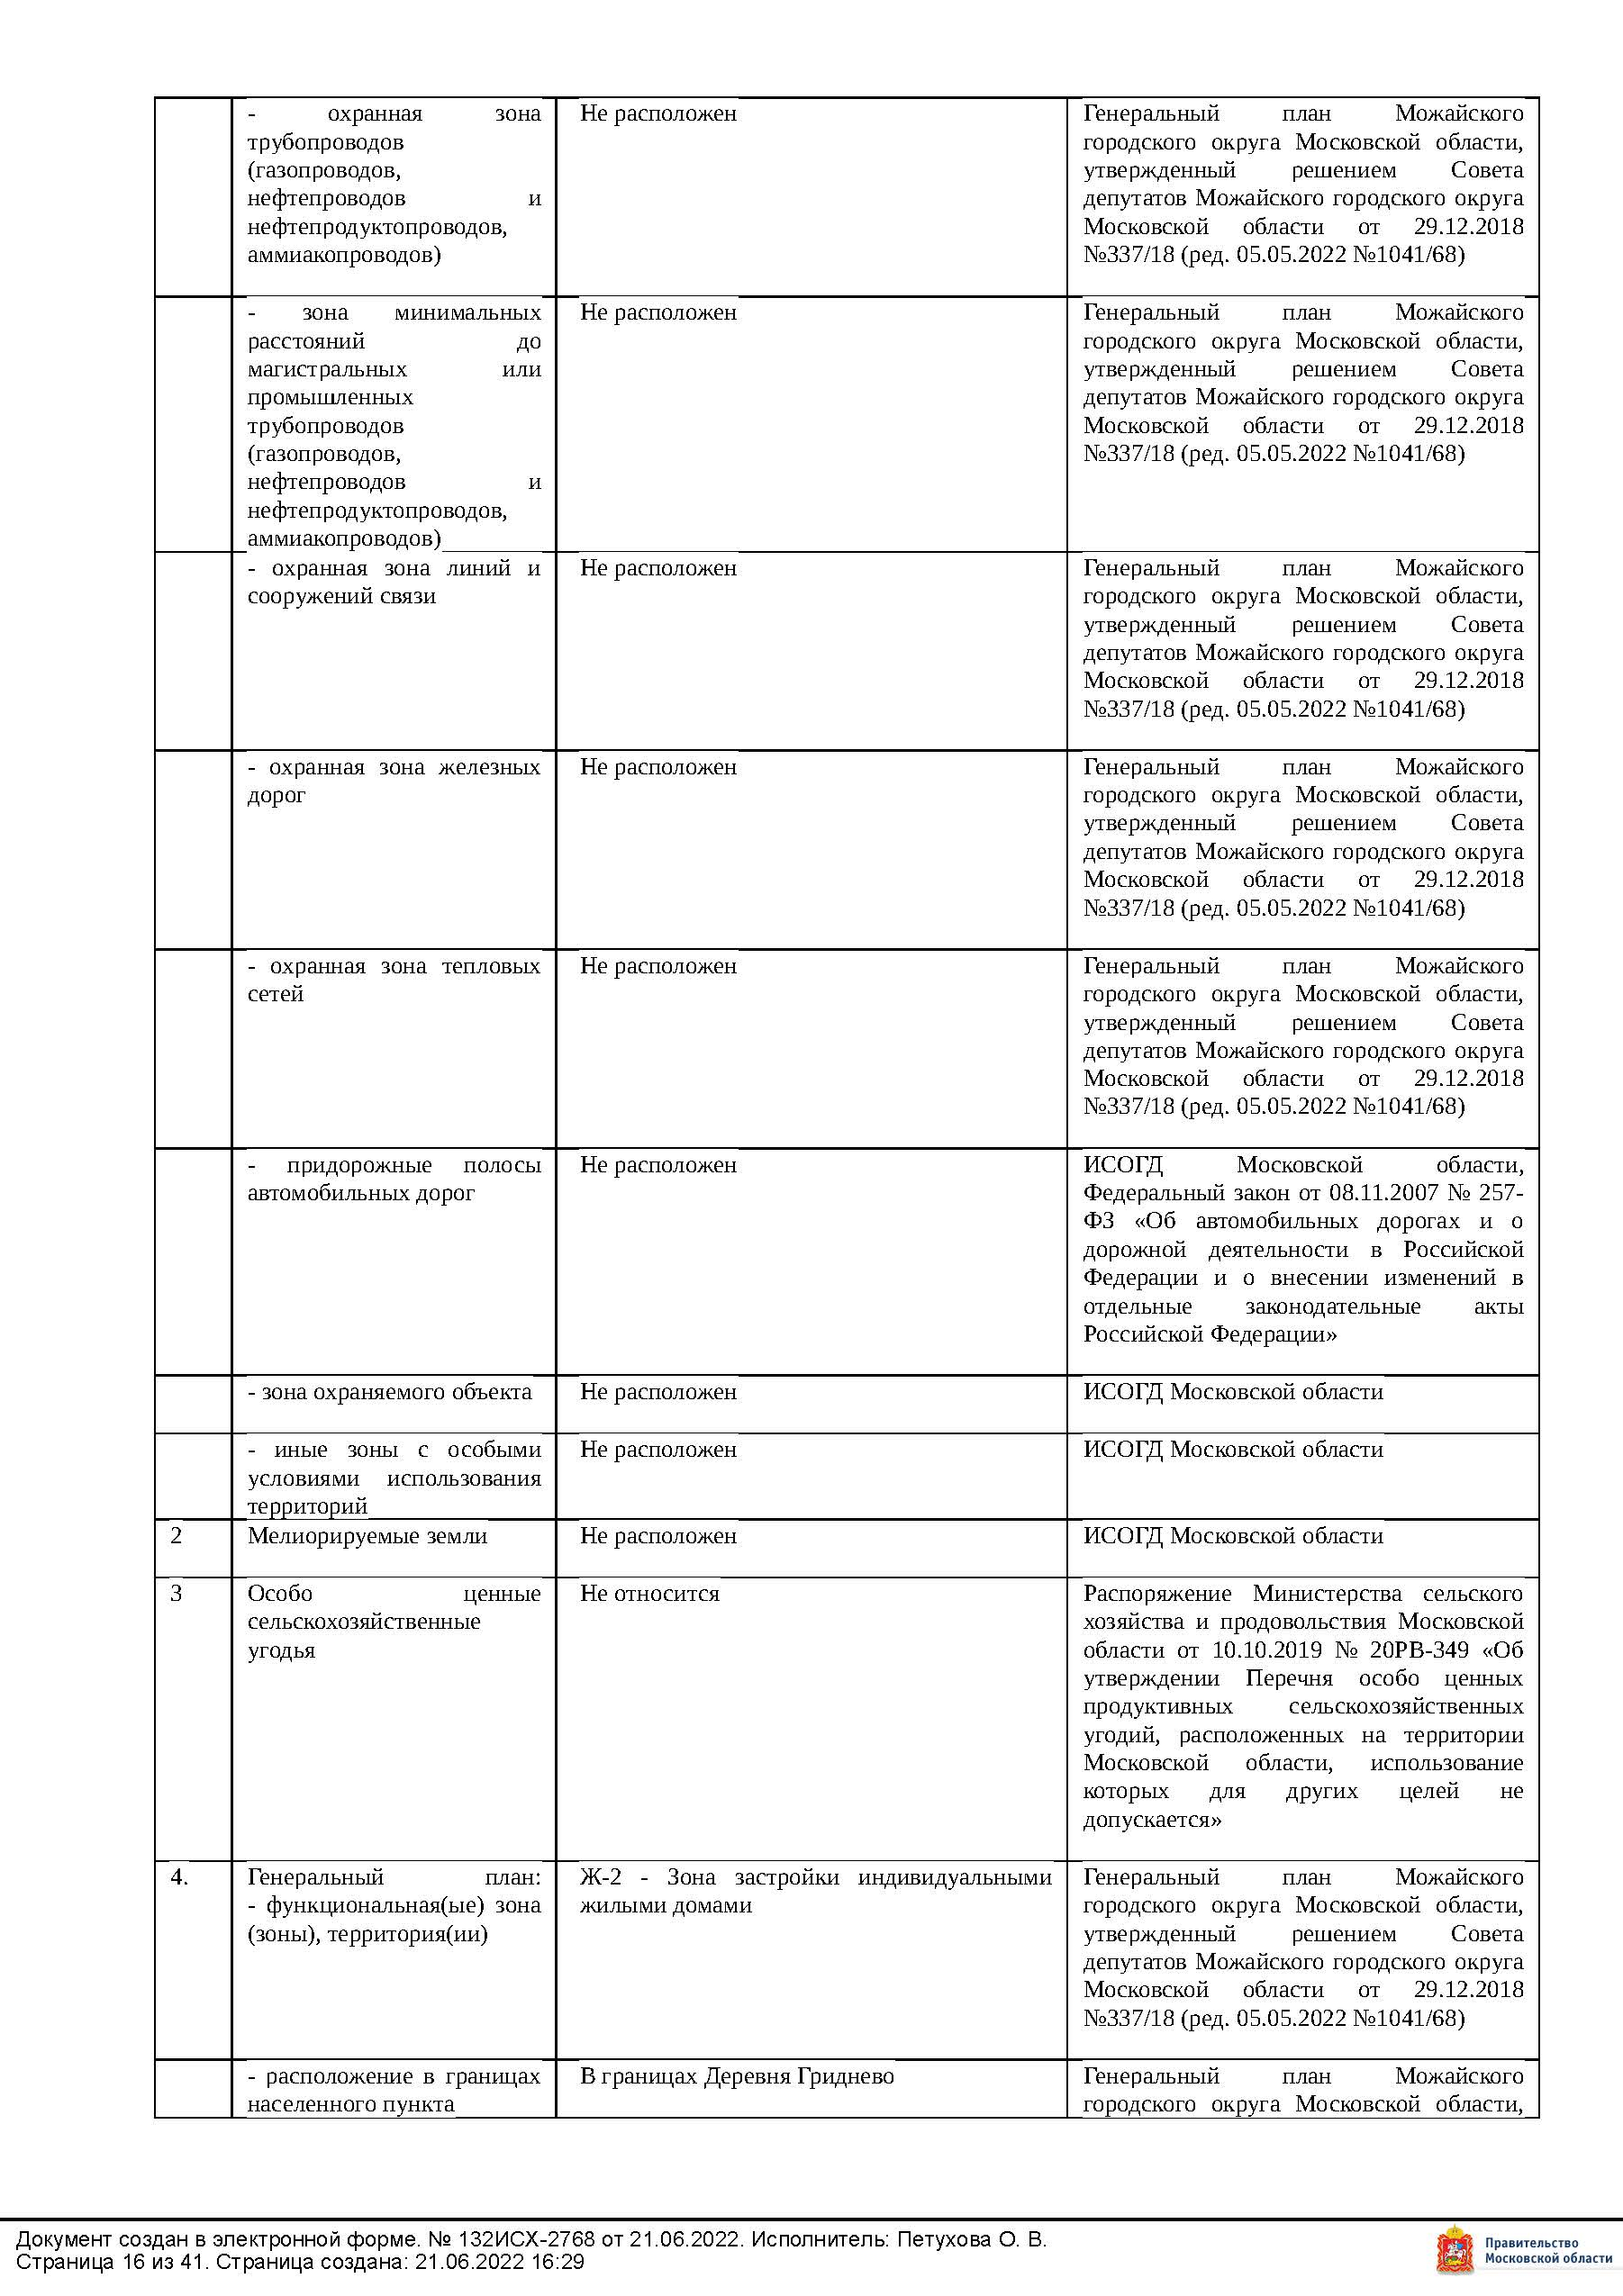 - охранная зона
трубопроводов
(газопроводов,
нефтепроводов и
нефтепродуктопроводов,
аммиакопроводов)
Не расположен
Генеральный план Можайского
городского округа Московской области,
утвержденный решением Совета
депутатов Можайского городского округа
Московской области от 29.12.2018
№337/18 (ред. 05.05.2022 №1041/68)
- зона минимальных
расстояний до
магистральных или
промышленных
трубопроводов
(газопроводов,
нефтепроводов и
нефтепродуктопроводов,
аммиакопроводов)
Не расположен
Генеральный план Можайского
городского округа Московской области,
утвержденный решением Совета
депутатов Можайского городского округа
Московской области от 29.12.2018
№337/18 (ред. 05.05.2022 №1041/68)
- охранная зона линий и
сооружений связи
Не расположен
Генеральный план Можайского
городского округа Московской области,
утвержденный решением Совета
депутатов Можайского городского округа
Московской области от 29.12.2018
№337/18 (ред. 05.05.2022 №1041/68)
- охранная зона железных
дорог
Не расположен
Генеральный план Можайского
городского округа Московской области,
утвержденный решением Совета
депутатов Можайского городского округа
Московской области от 29.12.2018
№337/18 (ред. 05.05.2022 №1041/68)
- охранная зона тепловых
сетей
Не расположен
Генеральный план Можайского
городского округа Московской области,
утвержденный решением Совета
депутатов Можайского городского округа
Московской области от 29.12.2018
№337/18 (ред. 05.05.2022 №1041/68)
- придорожные полосы
автомобильных дорог
Не расположен
ИСОГД Московской области,
Федеральный закон от 08.11.2007 № 257-
ФЗ «Об автомобильных дорогах и о
дорожной деятельности в Российской
Федерации и о внесении изменений в
отдельные законодательные акты
Российской Федерации»
- зона охраняемого объекта
Не расположен
ИСОГД Московской области
- иные зоны с особыми
условиями использования
территорий
Не расположен
ИСОГД Московской области
2
Мелиорируемые земли
Не расположен
ИСОГД Московской области
3
Особо ценные
сельскохозяйственные
угодья
Не относится
Распоряжение Министерства сельского
хозяйства и продовольствия Московской
области от 10.10.2019 № 20РВ-349 «Об
утверждении Перечня особо ценных
продуктивных сельскохозяйственных
угодий, расположенных на территории
Московской области, использование
которых для других целей не
допускается»
4.
Генеральный план:
- функциональная(ые) зона
(зоны), территория(ии)
Ж-2 - Зона застройки индивидуальными
жилыми домами
Генеральный план Можайского
городского округа Московской области,
утвержденный решением Совета
депутатов Можайского городского округа
Московской области от 29.12.2018
№337/18 (ред. 05.05.2022 №1041/68)
- расположение в границах
населенного пункта
В границах Деревня Гриднево
Генеральный план Можайского
городского округа Московской области,
Документ создан в электронной форме. № 132ИСХ-2768 от 21.06.2022. Исполнитель: Петухова О. В.
Страница 16 из 41. Страница создана: 21.06.2022 16:29
Правительство
Московской области